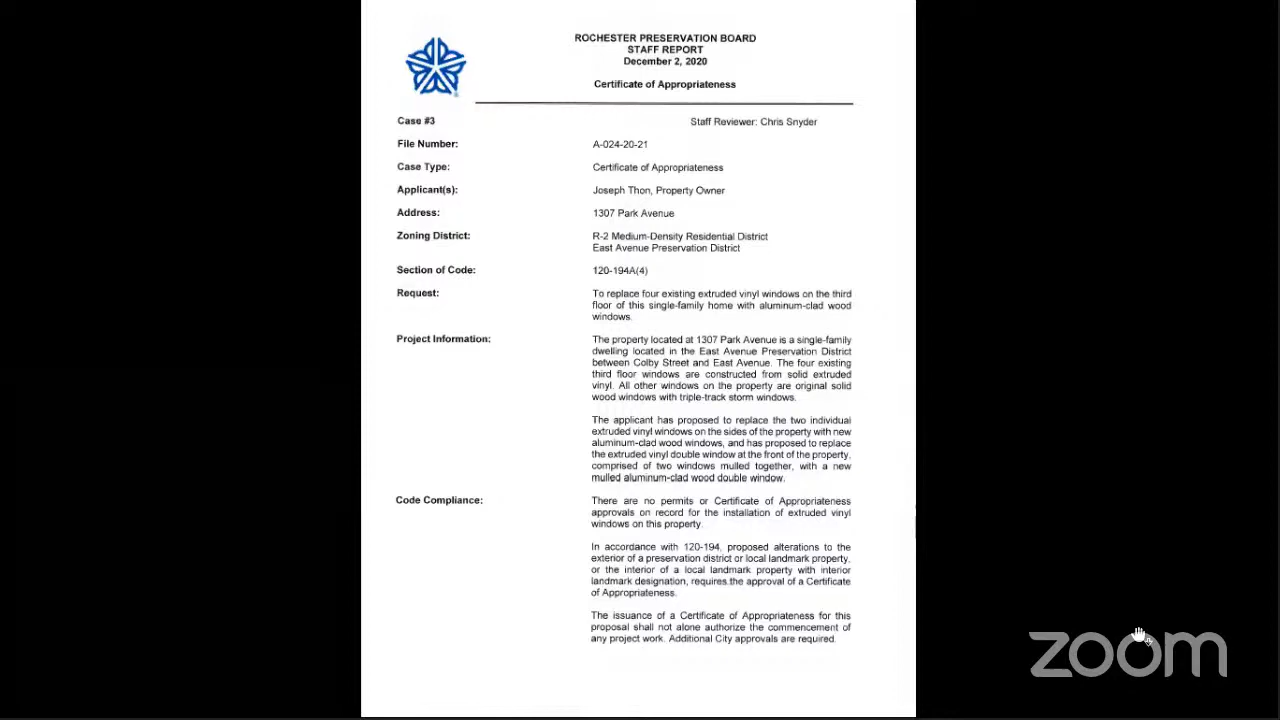 ROCHESTER PRESERVATION BOARD
STAFF REPORT
December 2, 2020
Certificate of Appropriateness
Case #3
Staff Reviewer: Chris Snyder
File Number:
A-024-20-21
Case Type:
Certificate of Appropriateness
Applicant(s):
Joseph Thon, Property Owner
Address:
1307 Park Avenue
Zoning District:
R-2 Medium-Density Residential District
East Avenue Preservation District
Section of Code:
120-194A(4)
Request:
To replace four existing extruded vinyl windows on the third
floor of this single-family home with aluminum-clad wood
windows.
Project Information:
The property located at 1307 Park Avenue is a single-family
dwelling located in the East Avenue Preservation District
between Colby Street and East Avenue. The four existing
third floor windows are constructed from solid extruded
vinyl. All other windows on the property are original solid
wood windows with triple-track storm windows.
The applicant has proposed to replace the two individual
extruded vinyl windows on the sides of the property with new
aluminum-clad wood windows, and has proposed to replace
the extruded vinyl double window at the front of the property,
comprised of two windows mulled together, with a new
mulled aluminum-clad wood double window.
Code Compliance:
There are no permits or Certificate of Appropriateness
approvals on record for the installation of extruded vinyl
windows on this property.
In accordance with 120-194, proposed alterations to the
exterior of a preservation district or local landmark property,
or the interior of a local landmark property with interior
landmark designation, requires the approval of a Certificate
of Appropriateness.
The issuance of a Certificate of Appropriateness for this
proposal shall not alone authorize the commencement of
any project work. Additional City approvals are required.
zoom